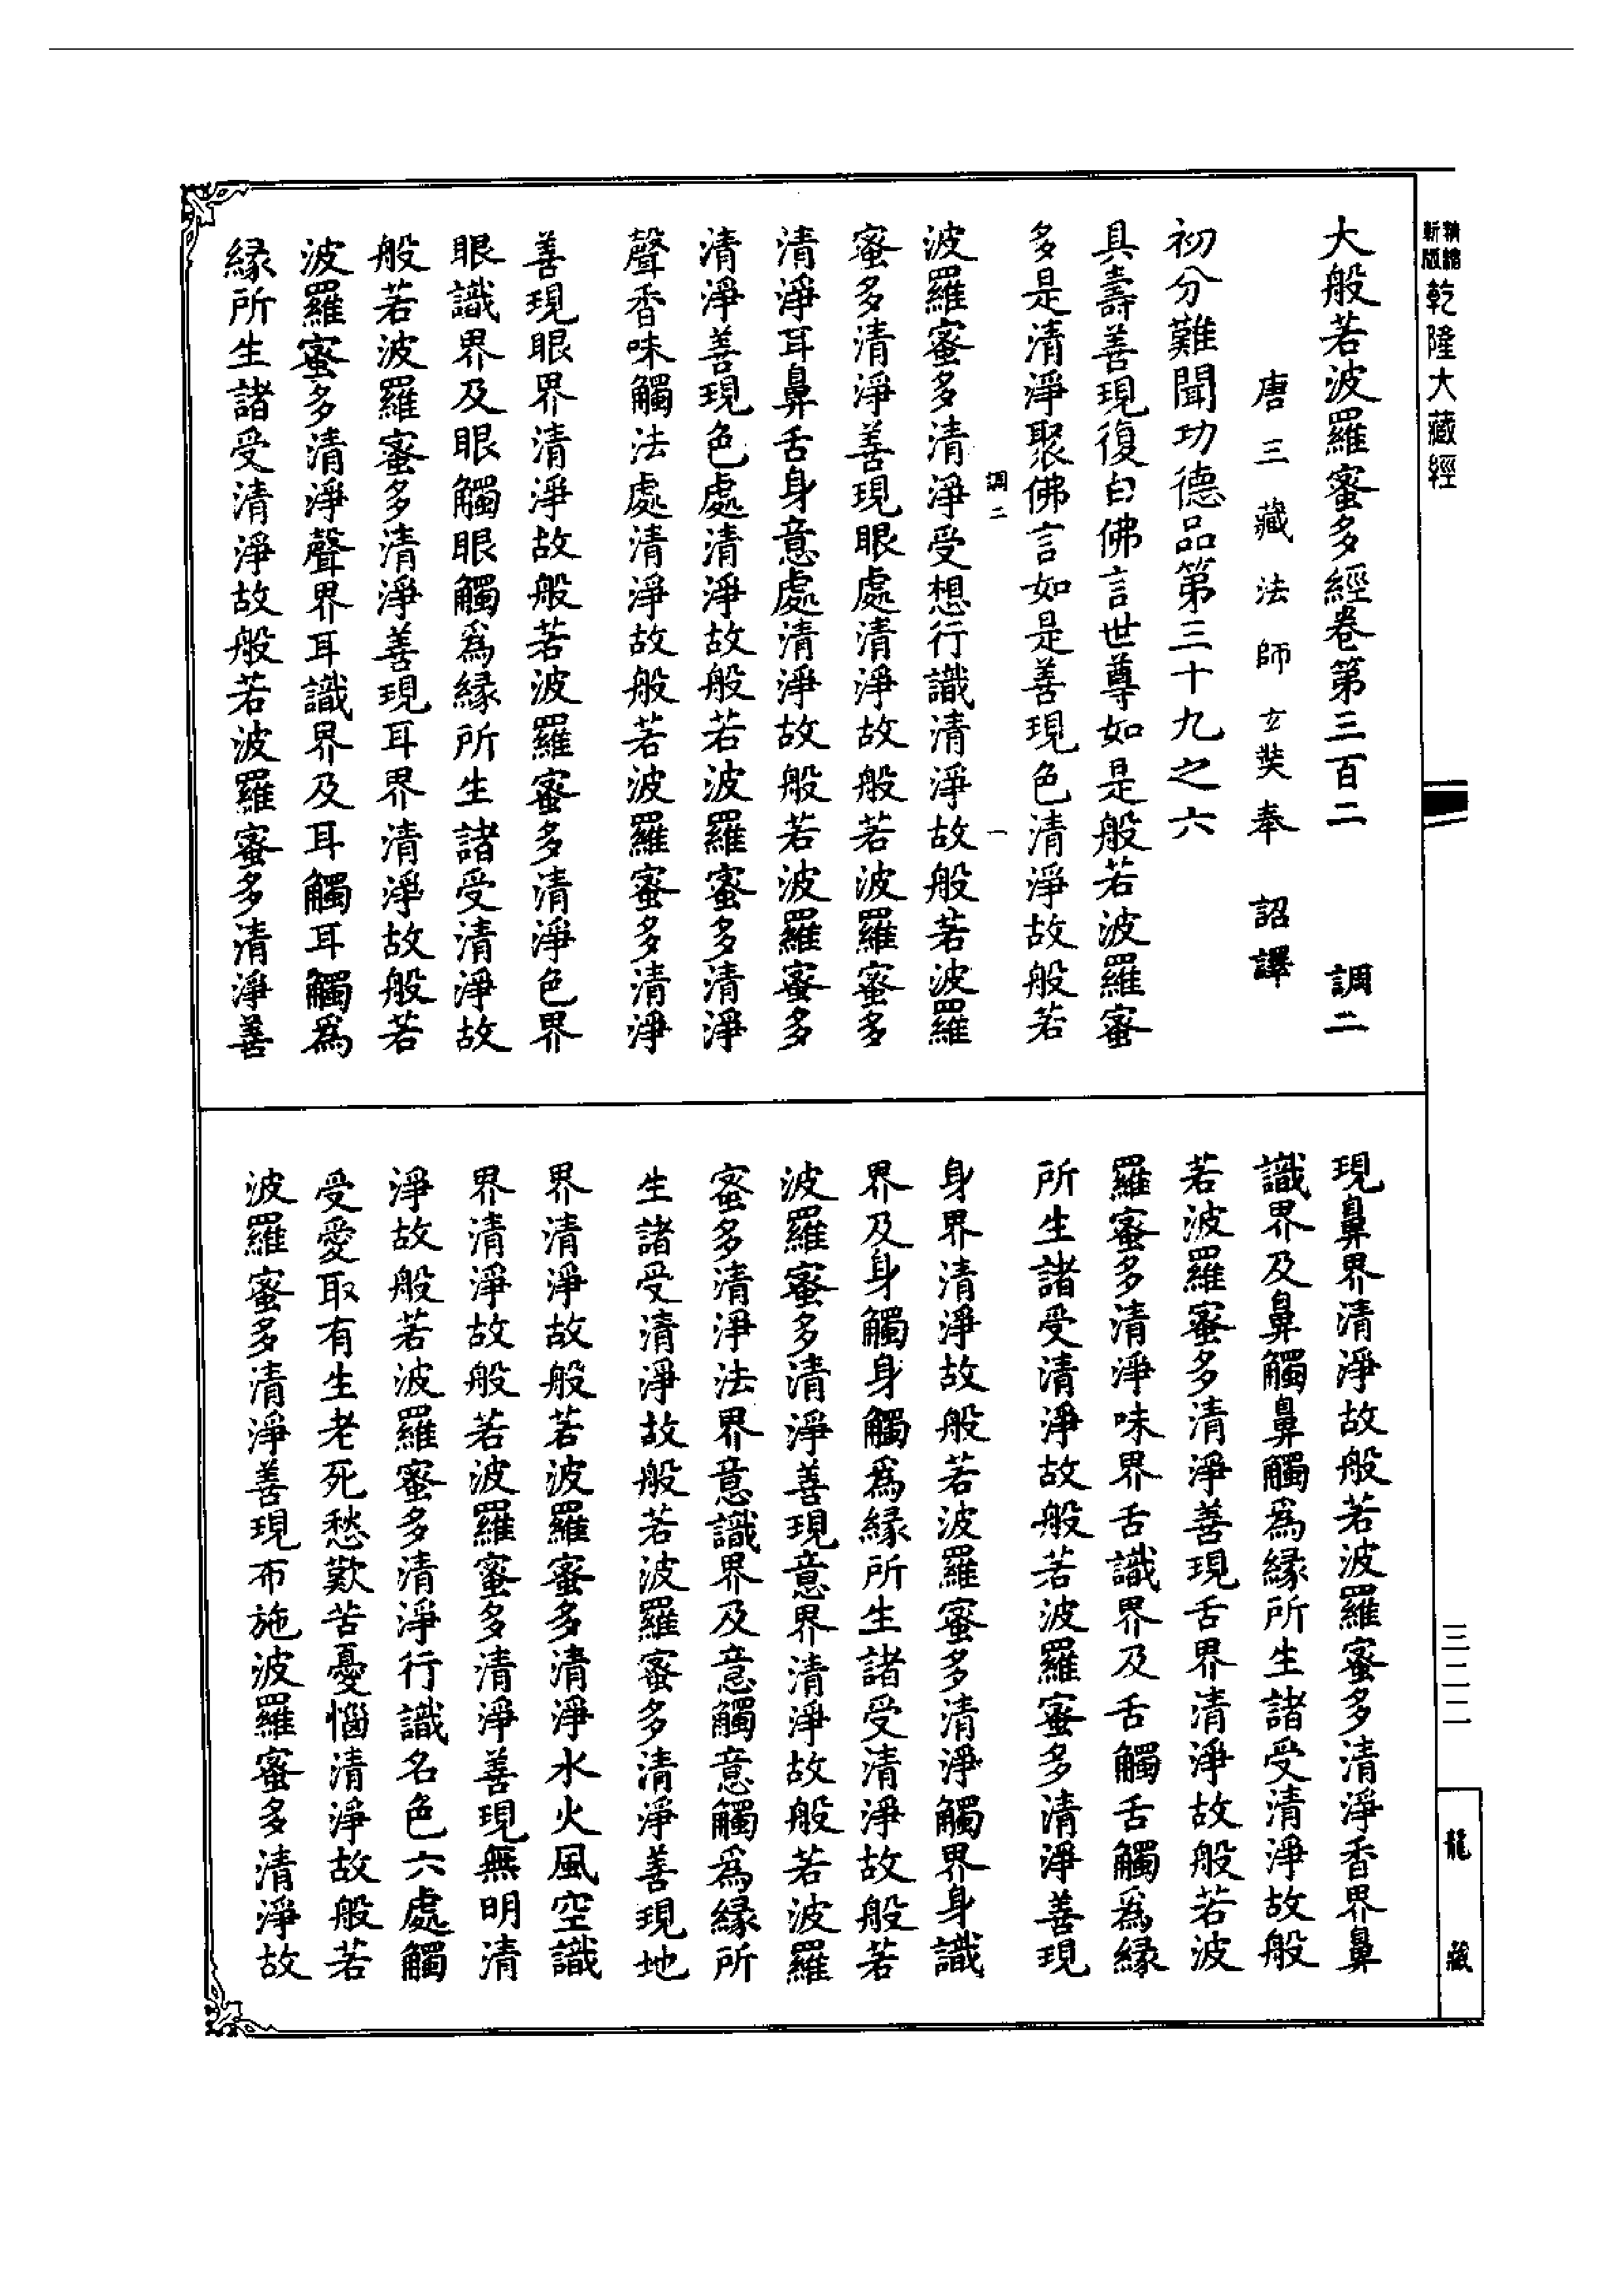 精縮
新版
乾隆大藏經
大般若波羅蜜多經卷第三百二 調二
唐三藏法師玄奘奉 詔譯
初分難聞功德品第三十九之六
具壽善現復白佛言世尊如是般若波羅蜜
多是清淨聚佛言如是善現色清淨故般若
調二 一
波羅蜜多清淨受想行識清淨故般若波羅
蜜多清淨善現眼處清淨故般若波羅蜜多
清淨耳鼻舌身意處清淨故般若波羅蜜多
清淨善現色處清淨故般若波羅蜜多清淨
聲香味觸法處清淨故般若波羅蜜多清淨
善現眼界清淨故般若波羅蜜多清淨色界
眼識界及眼觸眼觸爲緣所生諸受清淨故
般若波羅蜜多清淨善現耳界清淨故般若
波羅蜜多清淨聲界耳識界及耳觸耳觸爲
緣所生諸受清淨故般若波羅蜜多清淨善
現鼻界清淨故般若波羅蜜多清淨香界鼻
識界及鼻觸鼻觸爲緣所生諸受清淨故般
若波羅蜜多清淨善現舌界清淨故般若波
羅蜜多清淨味界舌識界及舌觸舌觸爲緣
所生諸受清淨故般若波羅蜜多清淨善現
身界清淨故般若波羅蜜多清淨觸界身識
界及身觸身觸爲緣所生諸受清淨故般若
波羅蜜多清淨善現意界清淨故般若波羅
蜜多清淨法界意識界及意觸意觸爲緣所
生諸受清淨故般若波羅蜜多清淨善現地
界清淨故般若波羅蜜多清淨水火風空識
界清淨故般若波羅蜜多清淨善現無明清
淨故般若波羅蜜多清淨行識名色六處觸
受愛取有生老死愁歎苦憂惱清淨故般若
波羅蜜多清淨善現布施波羅蜜多清淨故
三二二
龍藏